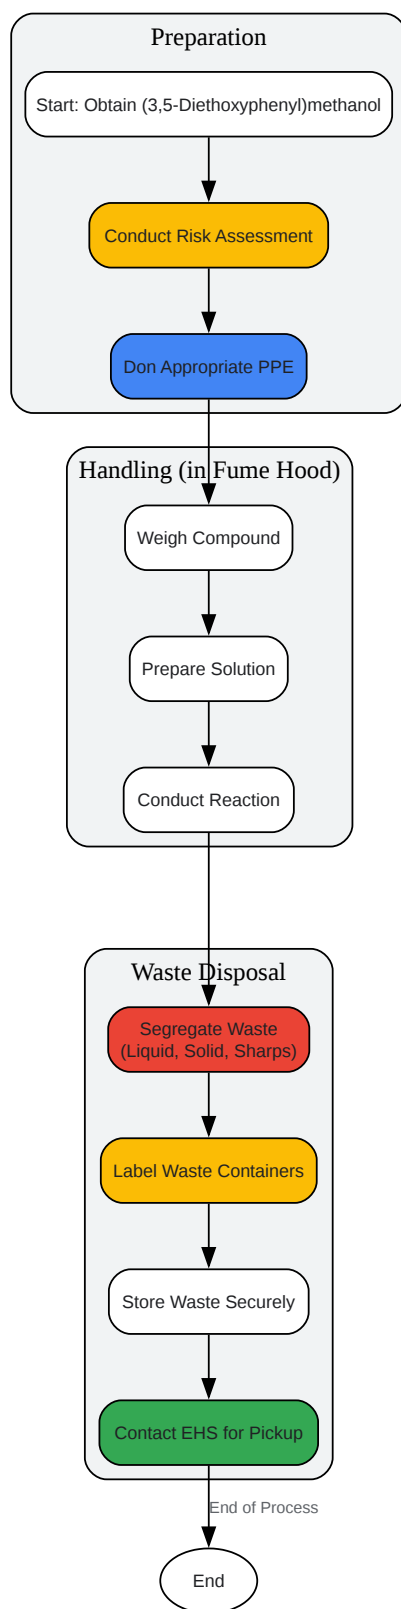 Preparation
Start: Obtain (3,5-Diethoxyphenyl)methanol
Conduct Risk Assessment
Don Appropriate PPE
Handling (in Fume Hood)
Weigh Compound
Prepare Solution
Conduct Reaction
Waste Disposal
Segregate Waste
(Liquid, Solid, Sharps)
Label Waste Containers
Store Waste Securely
Contact EHS for Pickup
End of Process
End